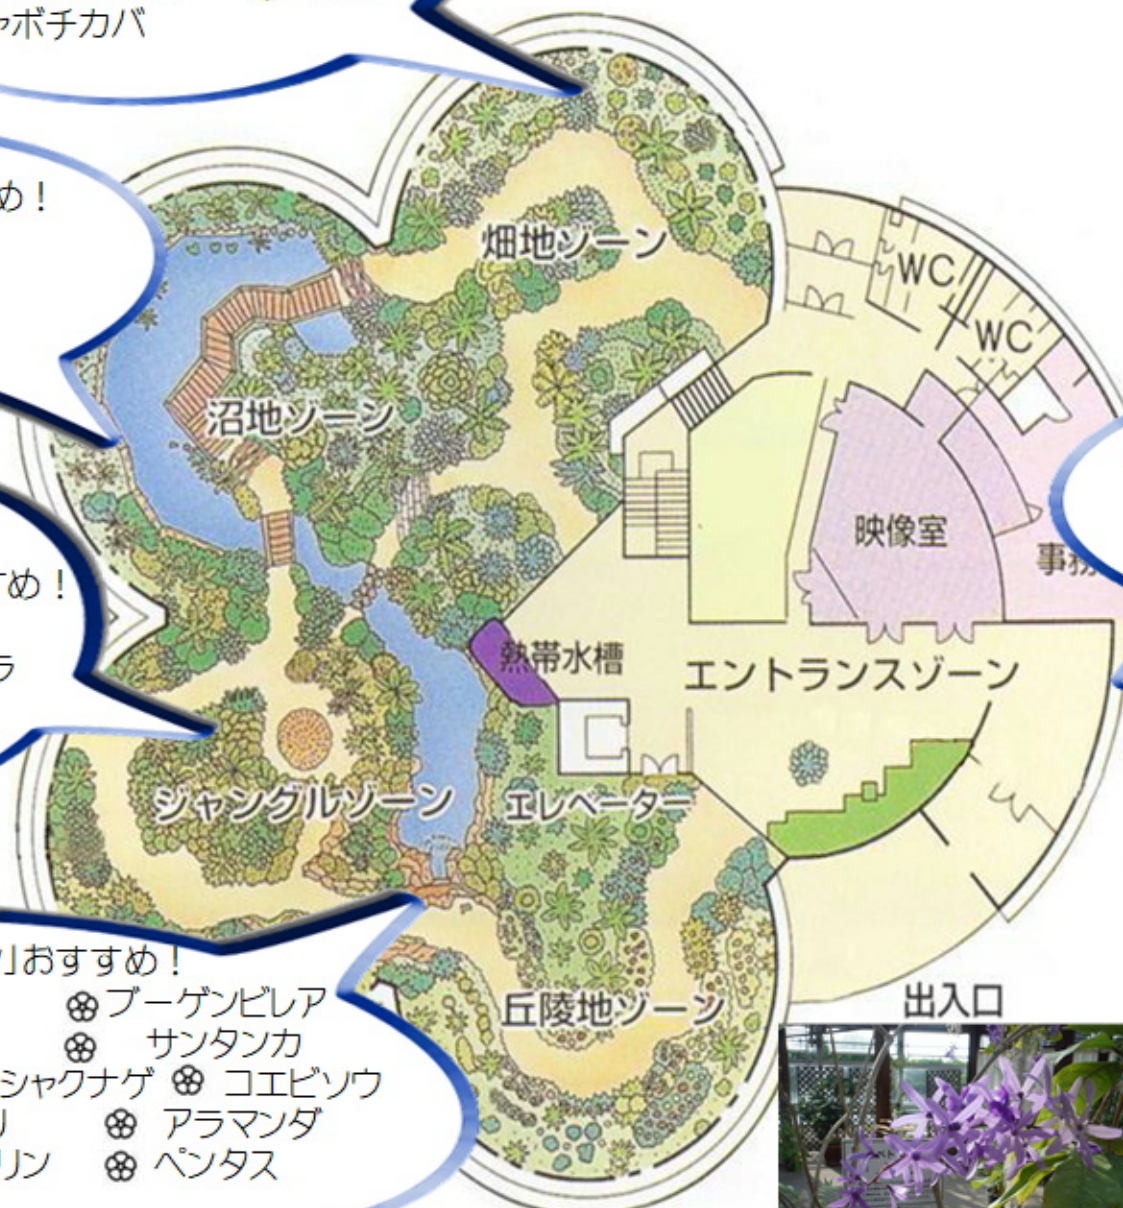 ャボチカバ
め！
畑地ゾーン
WC
WC
沼地ゾーン
映像室
事務
すめ！
ラ
熱帯水槽
エントランスゾーン
ジャングルゾーン
エレベーター
」おすすめ！
ブーゲンビレア
サンタンカ
シャクナゲ コエビソウ
リ アラマンダ
リン ペンタス
丘陵地ゾーン
出入口